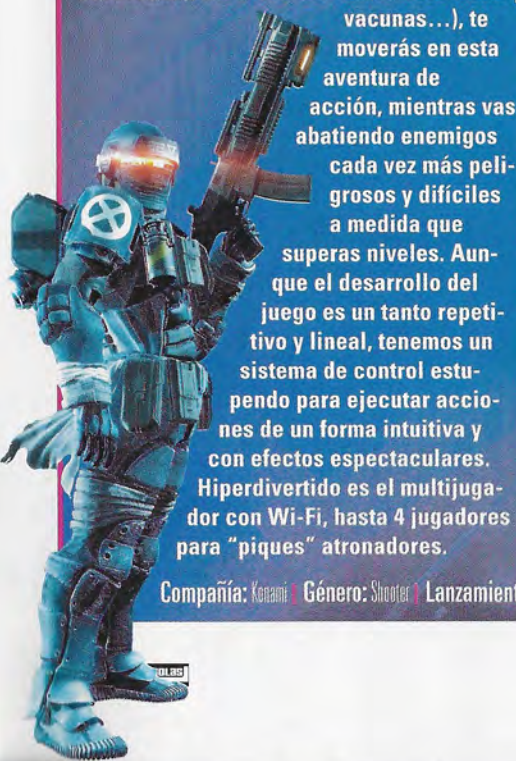 vacunas...), te
moverás en esta
aventura de
acción, mientras vas
abatiendo enemigos
cada vez más peli-
grosos y difíciles
a medida que
superas niveles. Aun-
que el desarrollo del
juego es un tanto repeti-
tivo y lineal, tenemos un
sistema de control estu-
pendo para ejecutar accio-
nes de un forma intuitiva y
con efectos espectaculares.
Hiperdivertido es el multijuga-
dor con Wi-Fi, hasta 4 jugadores
para "piques" atronadores.
Compañía: Konami | Género: Shooter | Lanzamient
OLAS